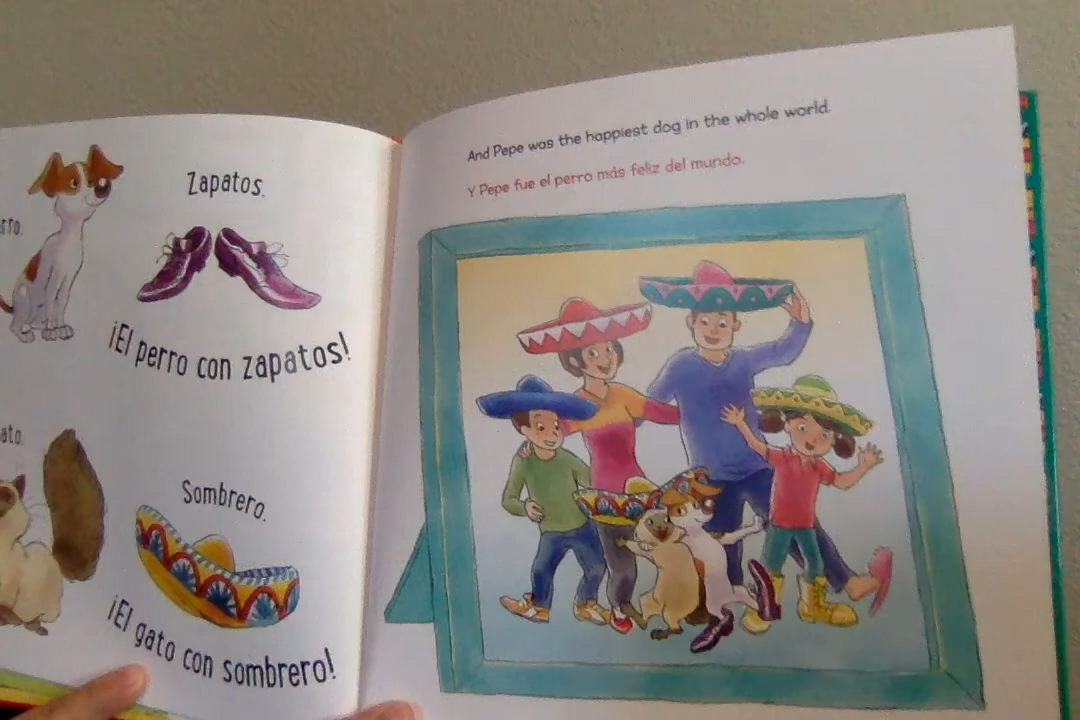 Zapatos.
¡El perro con zapatos!
Sombrero.
¡El gato con sombrero!
And Pepe was the happiest dog in the whole world.
Y Pepe fue el perro más feliz del mundo.